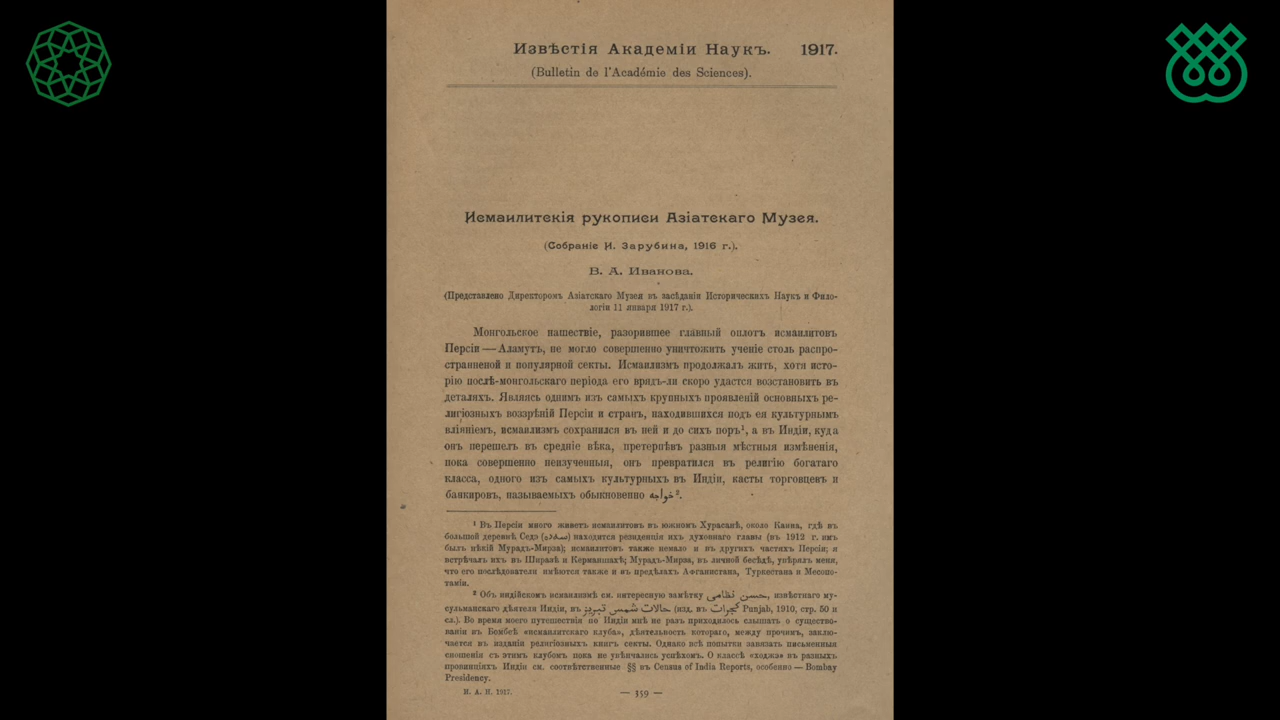 Извѣстія Академіи Наукъ. 1917.
(Bulletin de l'Académie des Sciences).
Исмаилитскія рукописи Азіатскаго Музея.
(Собраніе И. Зарубина, 1916 г.).
В. А. Иванова.
(Представлено Директоромъ Азіатскаго Музея въ засѣданіи Историческихъ Наукъ и Фило-
логіи 11 января 1917 г.).
Монгольское нашествіе, разорившее главный оплотъ исмаилитовъ
Персіи — Аламутъ, не могло совершенно уничтожить ученіе столь распро-
страненной и популярной секты. Исмаилизмъ продолжалъ жить, хотя исто-
рію послѣ-монгольскаго періода его врядъ-ли скоро удастся возстановить въ
деталяхъ. Являясь однимъ изъ самыхъ крупныхъ проявленій основныхъ ре-
лигіозныхъ воззрѣній Персіи и странъ, находившихся подъ ея культурнымъ
вліяніемъ, исмаилизмъ сохранился въ ней и до сихъ поръ¹, а въ Индіи, куда
онъ перешелъ въ средніе вѣка, претерпѣвъ разныя мѣстныя измѣненія,
пока совершенно неизученныя, онъ превратился въ религію богатаго
класса, одного изъ самыхъ культурныхъ въ Индіи, касты торговцевъ и
банкировъ, называемыхъ обыкновенно خواجه².
¹ Въ Персіи много живетъ исмаилитовъ въ южномъ Хурасанѣ, около Каина, гдѣ въ
большой деревнѣ Седэ (سده) находится резиденція ихъ духовнаго главы (въ 1912 г. имъ
былъ нѣкій Мурадъ-Мирза); исмаилитовъ также немало и въ другихъ частяхъ Персіи; я
встрѣчалъ ихъ въ Ширазѣ и Керманшахѣ; Мурадъ-Мирза, въ личной бесѣдѣ, увѣрялъ меня,
что его послѣдователи имѣются также и въ предѣлахъ Афганистана, Туркестана и Месопо-
таміи.
² Объ индійскомъ исмаилизмѣ см. интересную замѣтку حسن نظامی, извѣстнаго му-
сульманскаго дѣятеля Индіи, въ حالات شمس تبریز (изд. въ گجرات Punjab, 1910, стр. 50 и
сл.). Во время моего путешествія по Индіи мнѣ не разъ приходилось слышать о существо-
ваніи въ Бомбеѣ «исмаилитскаго клуба», дѣятельность котораго, между прочимъ, заклю-
чается въ изданіи религіозныхъ книгъ секты. Однако всѣ попытки завязать письменныя
сношенія съ этимъ клубомъ пока не увѣнчались успѣхомъ. О классѣ «ходжа» въ разныхъ
провинціяхъ Индіи см. соотвѣтственные §§ въ Census of India Reports, особенно — Bombay
Presidency.
И. А. Н. 1917.
— 359 —